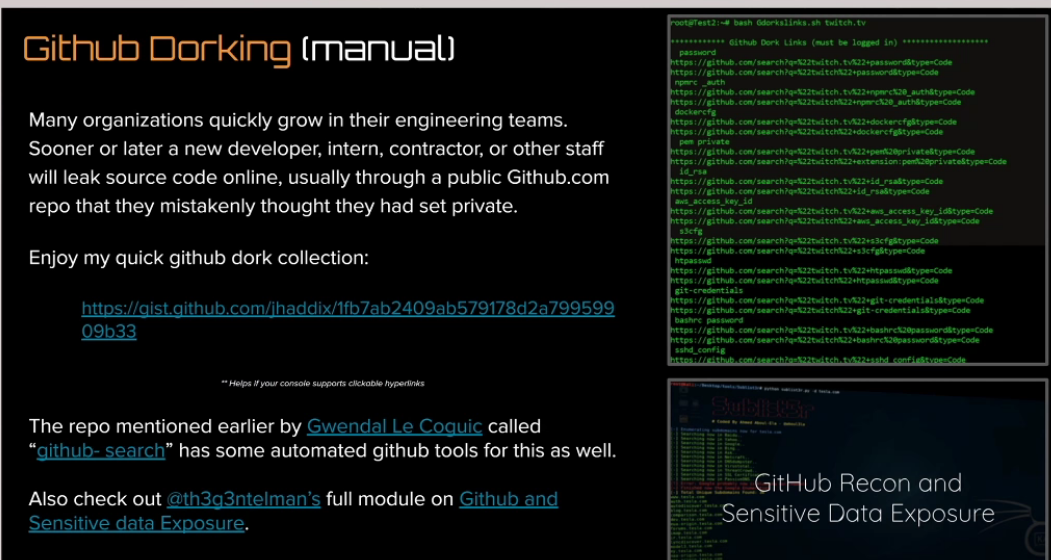 Github Dorking (manual)
Many organizations quickly grow in their engineering teams.
Sooner or later a new developer, intern, contractor, or other staff
will leak source code online, usually through a public Github.com
repo that they mistakenly thought they had set private.
Enjoy my quick github dork collection:
https://gist.github.com/jhaddix/1fb7ab2409ab579178d2a799599
09b33
** Helps if your console supports clickable hyperlinks
The repo mentioned earlier by Gwendal Le Coguic called
“github- search” has some automated github tools for this as well.
Also check out @th3g3ntelman’s full module on Github and
Sensitive data Exposure.
root@Test2:~# bash Gdorkslinks.sh twitch.tv
************ Github Dork Links (must be logged in) *******************
password
https://github.com/search?q=%22twitch.tv%22+password&type=Code
https://github.com/search?q=%22twitch%22+password&type=Code
npmrc _auth
https://github.com/search?q=%22twitch.tv%22+npmrc%20_auth&type=Code
https://github.com/search?q=%22twitch%22+npmrc%20_auth&type=Code
dockercfg
https://github.com/search?q=%22twitch.tv%22+dockercfg&type=Code
https://github.com/search?q=%22twitch%22+dockercfg&type=Code
pem private
https://github.com/search?q=%22twitch.tv%22+pem%20private&type=Code
https://github.com/search?q=%22twitch%22+extension:pem%20private&type=Code
id_rsa
https://github.com/search?q=%22twitch.tv%22+id_rsa&type=Code
https://github.com/search?q=%22twitch%22+id_rsa&type=Code
aws_access_key_id
https://github.com/search?q=%22twitch.tv%22+aws_access_key_id&type=Code
https://github.com/search?q=%22twitch%22+aws_access_key_id&type=Code
s3cfg
https://github.com/search?q=%22twitch.tv%22+s3cfg&type=Code
https://github.com/search?q=%22twitch%22+s3cfg&type=Code
htpasswd
https://github.com/search?q=%22twitch.tv%22+htpasswd&type=Code
https://github.com/search?q=%22twitch%22+htpasswd&type=Code
git-credentials
https://github.com/search?q=%22twitch.tv%22+git-credentials&type=Code
https://github.com/search?q=%22twitch%22+git-credentials&type=Code
bashrc password
https://github.com/search?q=%22twitch.tv%22+bashrc%20password&type=Code
https://github.com/search?q=%22twitch%22+bashrc%20password&type=Code
sshd_config
https://github.com/search?q=%22twitch.tv%22+sshd_config&type=Code
GitHub Recon and
Sensitive Data Exposure